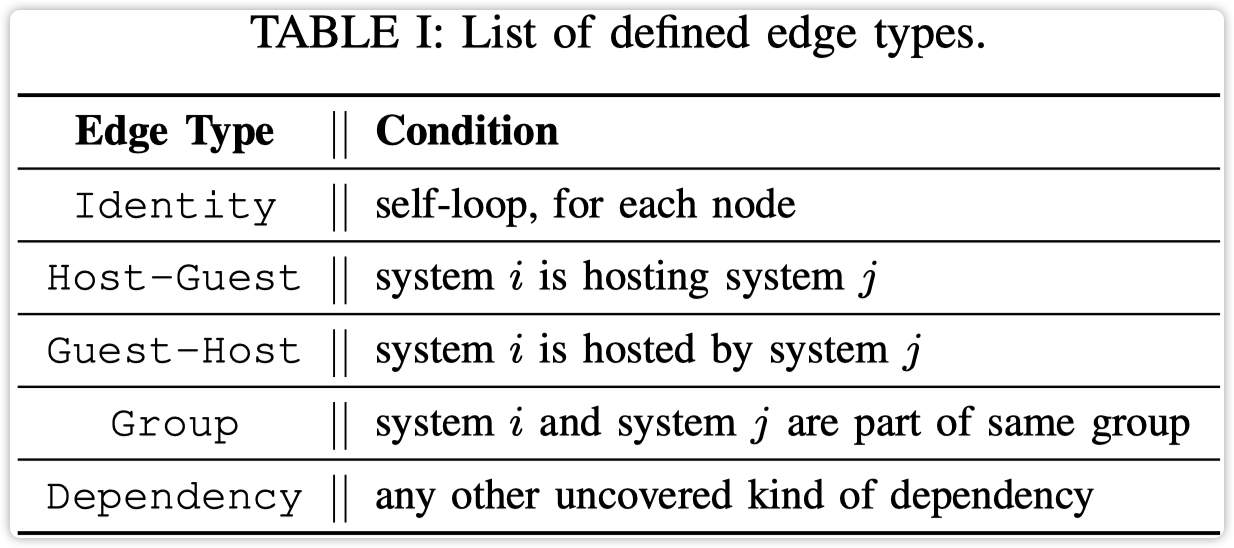 TABLE I: List of defined edge types.
Edge Type || Condition
Identity || self-loop, for each node
Host-Guest || system i is hosting system j
Guest-Host || system i is hosted by system j
Group || system i and system j are part of same group
Dependency || any other uncovered kind of dependency